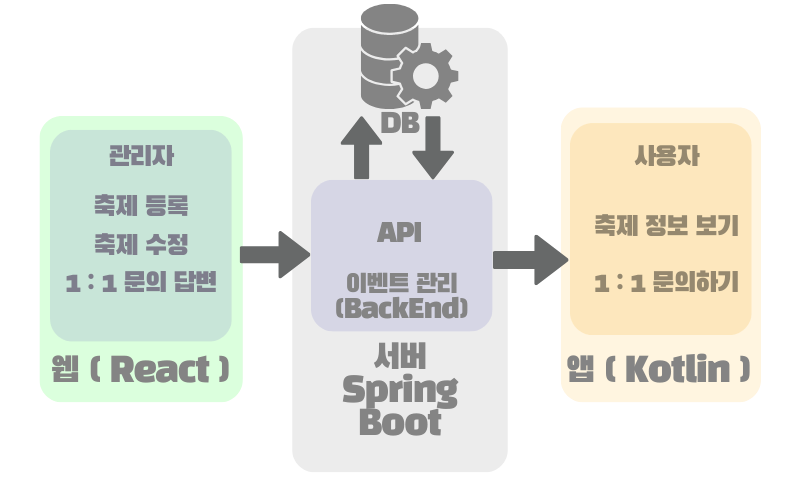 관리자
축제 등록
축제 수정
1 : 1 문의 답변
웹 ( React )
DB
API
이벤트 관리
(BackEnd)
서버
Spring
Boot
사용자
축제 정보 보기
1 : 1 문의하기
앱 ( Kotlin )